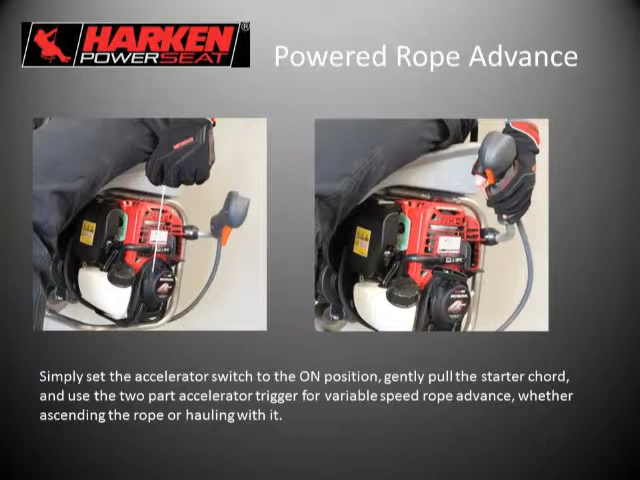 HARKEN®
POWERSEAT
Powered Rope Advance
HARKEN
HONDA
Simply set the accelerator switch to the ON position, gently pull the starter chord,
and use the two part accelerator trigger for variable speed rope advance, whether
ascending the rope or hauling with it.